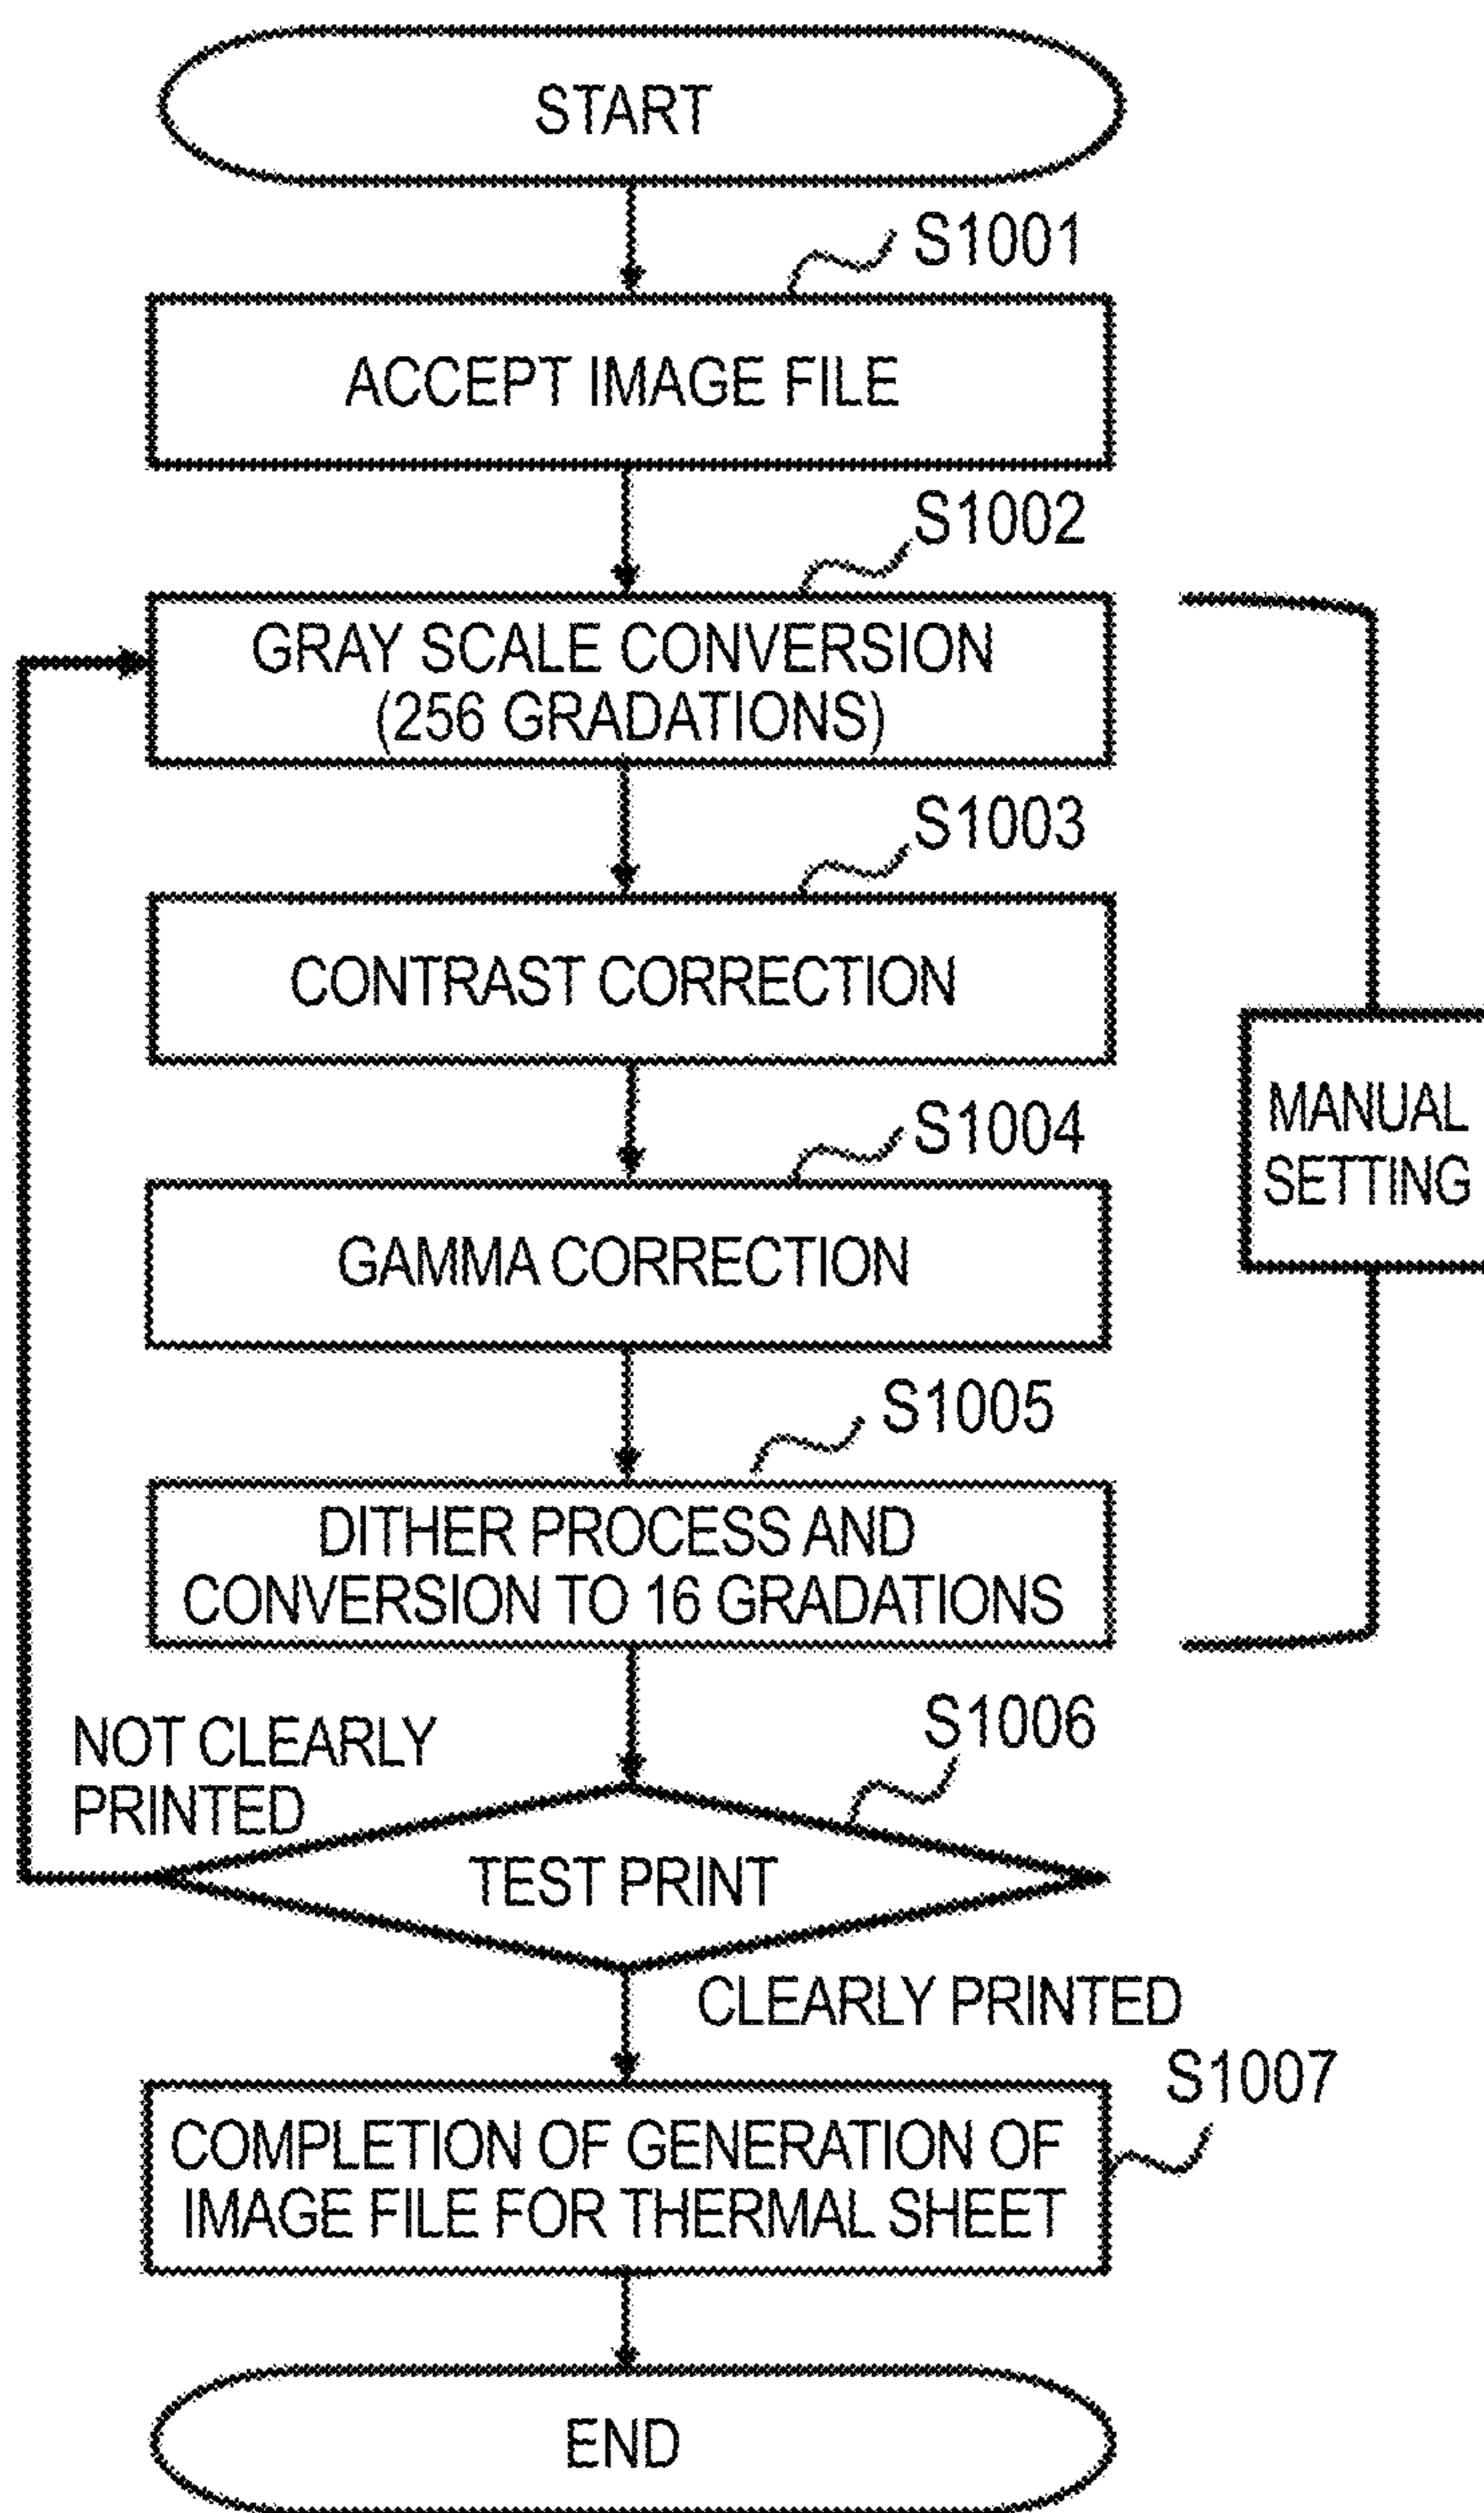 START
S1001
ACCEPT IMAGE FILE
S1002
GRAY SCALE CONVERSION
(256 GRADATIONS)
S1003
CONTRAST CORRECTION
MANUAL
SETTING
S1004
GAMMA CORRECTION
S1005
DITHER PROCESS AND
CONVERSION TO 16 GRADATIONS
S1006
NOT CLEARLY
PRINTED
TEST PRINT
CLEARLY PRINTED
S1007
COMPLETION OF GENERATION OF
IMAGE FILE FOR THERMAL SHEET
END